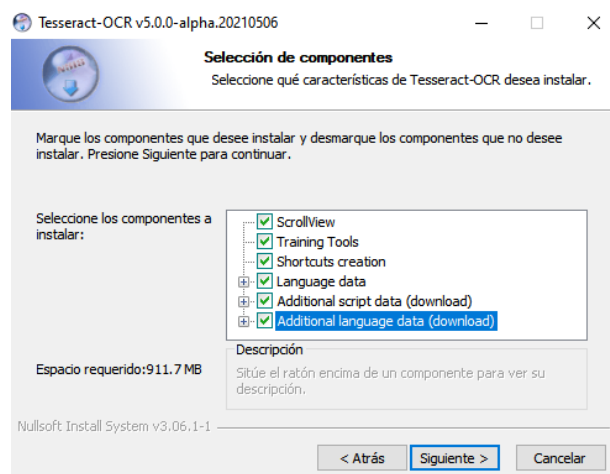 Tesseract-OCR v5.0.0-alpha.20210506
Selección de componentes
Seleccione qué características de Tesseract-OCR desea instalar.
Marque los componentes que desee instalar y desmarque los componentes que no desee
instalar. Presione Siguiente para continuar.
Seleccione los componentes a
instalar:
ScrollView
Training Tools
Shortcuts creation
Language data
Additional script data (download)
Additional language data (download)
Espacio requerido:911.7 MB
Descripción
Sitúe el ratón encima de un componente para ver su
descripción.
Nullsoft Install System v3.06.1-1
< Atrás
Siguiente >
Cancelar